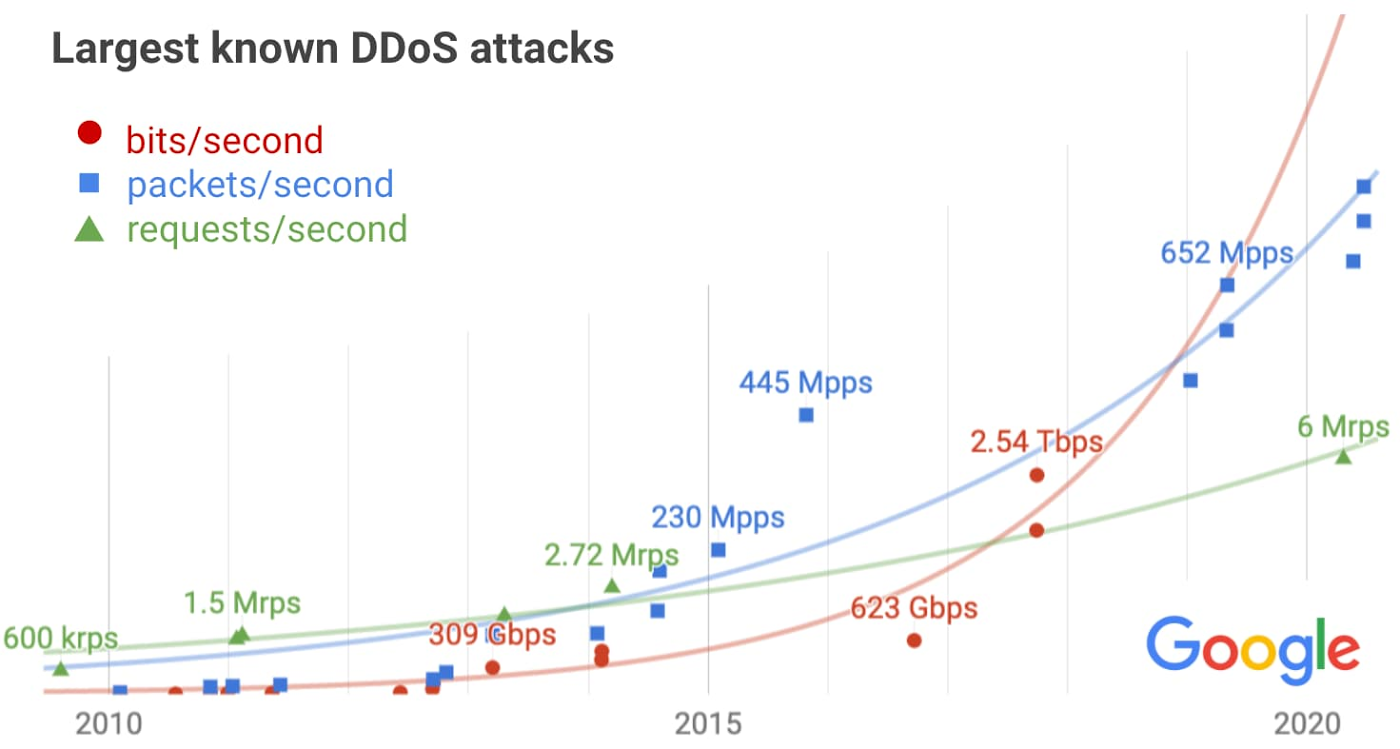 Largest known DDoS attacks
bits/second
packets/second
requests/second
652 Mpps
445 Mpps
2.54 Tbps
6 Mrps
230 Mpps
2.72 Mrps
1.5 Mrps
623 Gbps
309 Gbps
600 krps
Google
2010
2015
2020